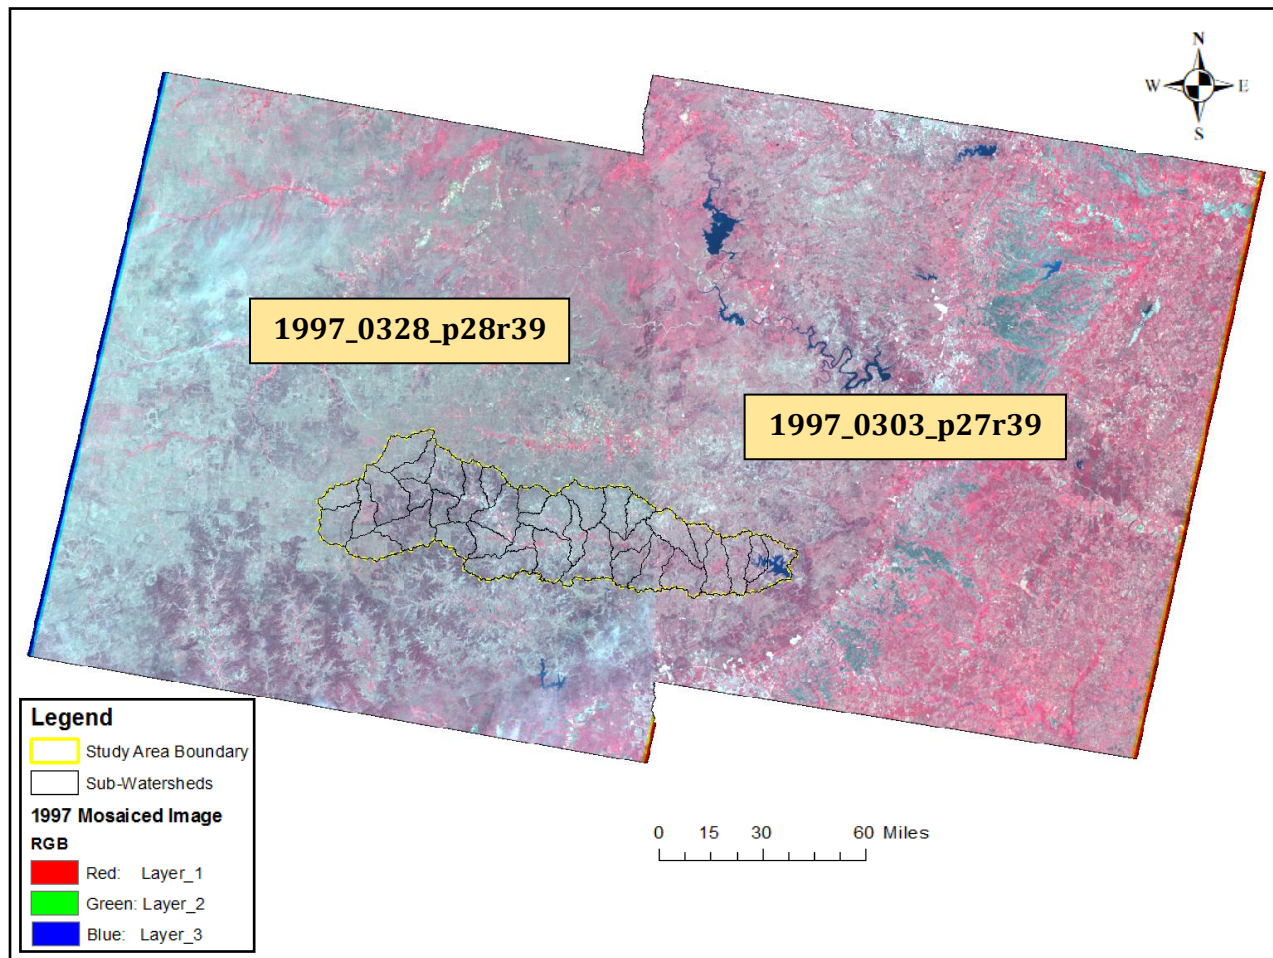 N
W E
S
1997_0328_p28r39
1997_0303_p27r39
Legend
Study Area Boundary
Sub-Watersheds
1997 Mosaiced Image
RGB
Red: Layer_1
Green: Layer_2
Blue: Layer_3
0 15 30 60 Miles